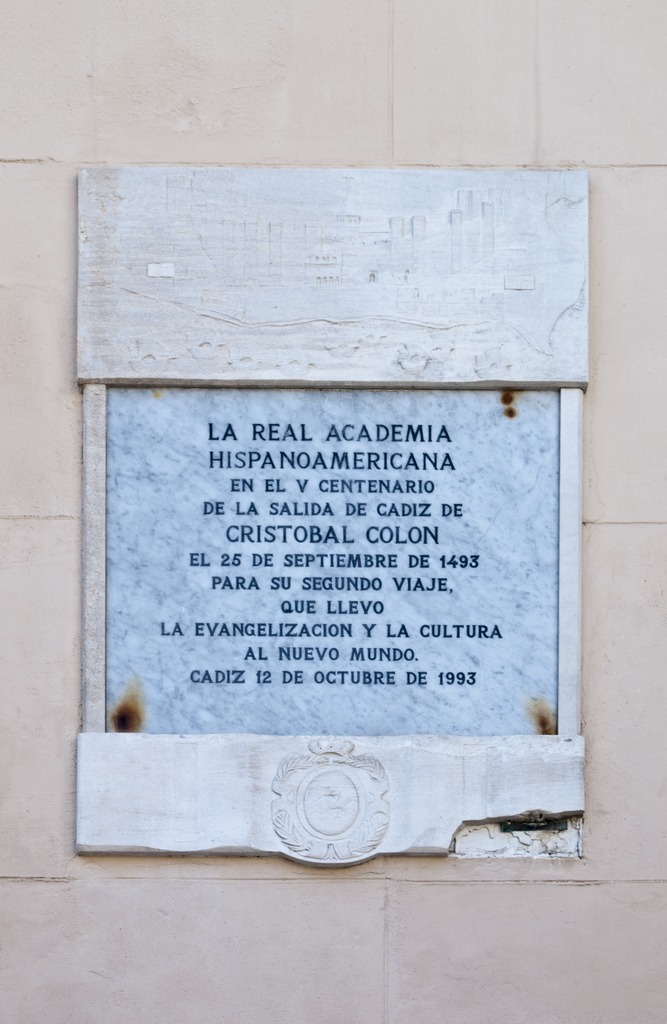 LA REAL ACADEMIA
HISPANOAMERICANA
EN EL V CENTENARIO
DE LA SALIDA DE CADIZ DE
CRISTOBAL COLON
EL 25 DE SEPTIEMBRE DE 1493
PARA SU SEGUNDO VIAJE,
QUE LLEVO
LA EVANGELIZACION Y LA CULTURA
AL NUEVO MUNDO.
CADIZ 12 DE OCTUBRE DE 1993